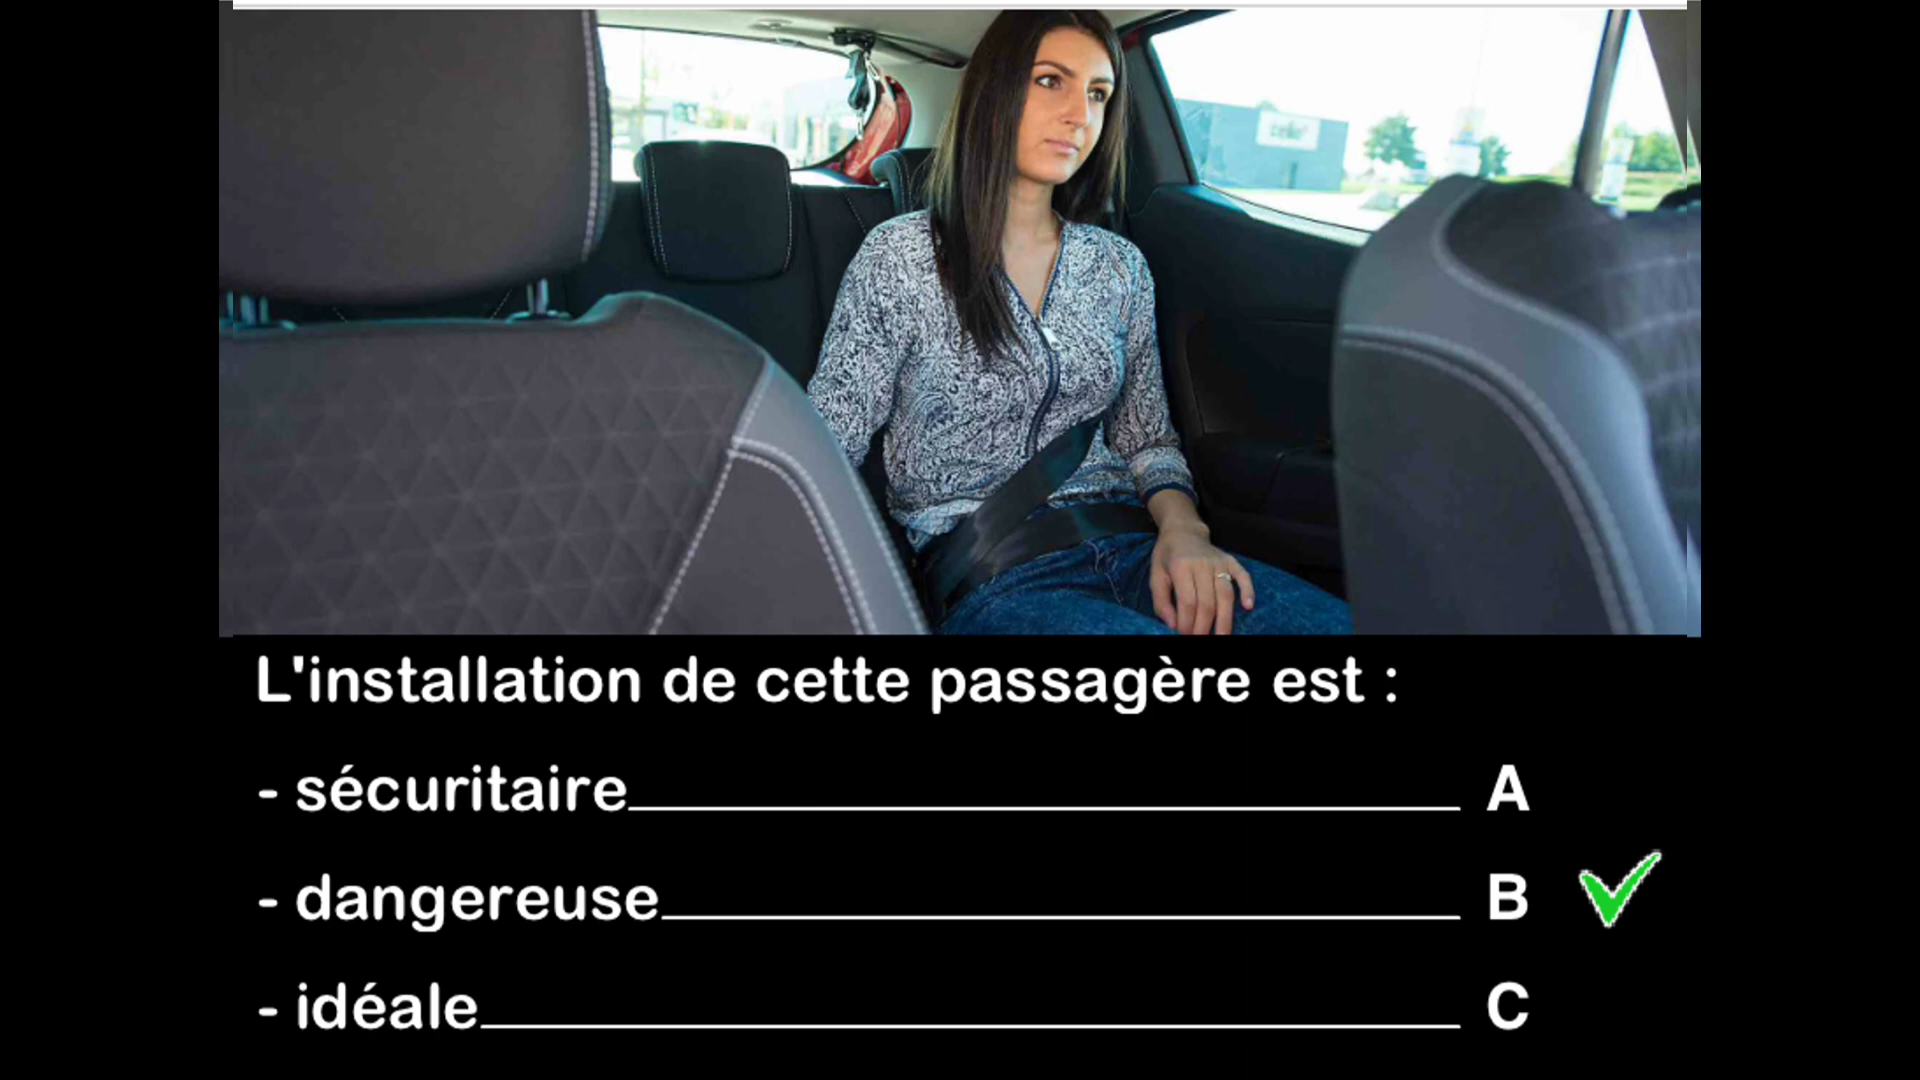 L'installation de cette passagère est :
- sécuritaire A
- dangereuse B
- idéale C